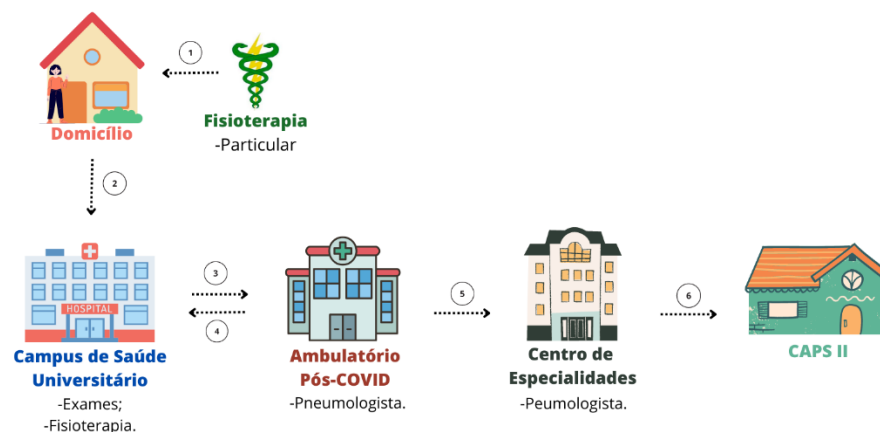 1
Fisioterapia
-Particular
Domicílio
2
HOSPITAL
3
4
5
6
Campus de Saúde
Universitário
-Exames;
-Fisioterapia.
Ambulatório
Pós-COVID
-Pneumologista.
Centro de
Especialidades
-Peumologista.
CAPS II